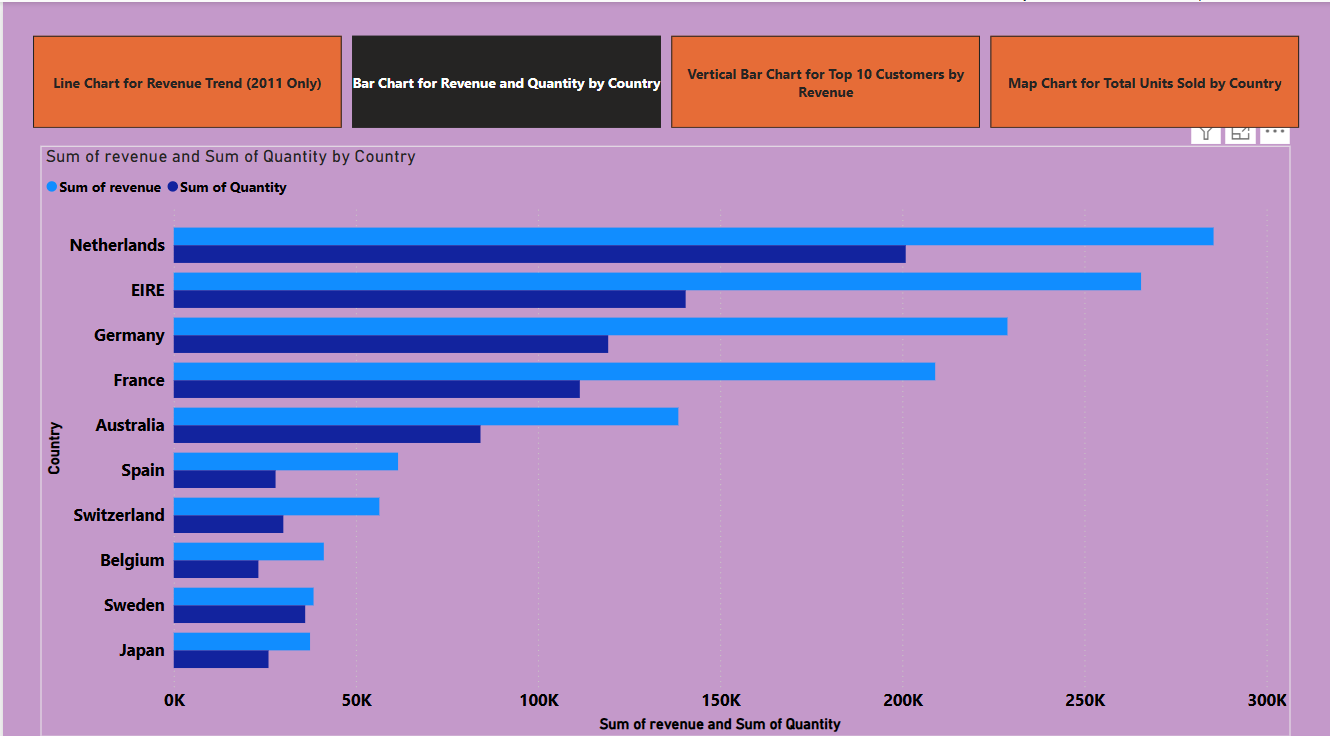 Line Chart for Revenue Trend (2011 Only)
Bar Chart for Revenue and Quantity by Country
Vertical Bar Chart for Top 10 Customers by
Revenue
Map Chart for Total Units Sold by Country
Sum of revenue and Sum of Quantity by Country
Sum of revenue Sum of Quantity
Country
Netherlands
EIRE
Germany
France
Australia
Spain
Switzerland
Belgium
Sweden
Japan
0K 50K 100K 150K 200K 250K 300K
Sum of revenue and Sum of Quantity